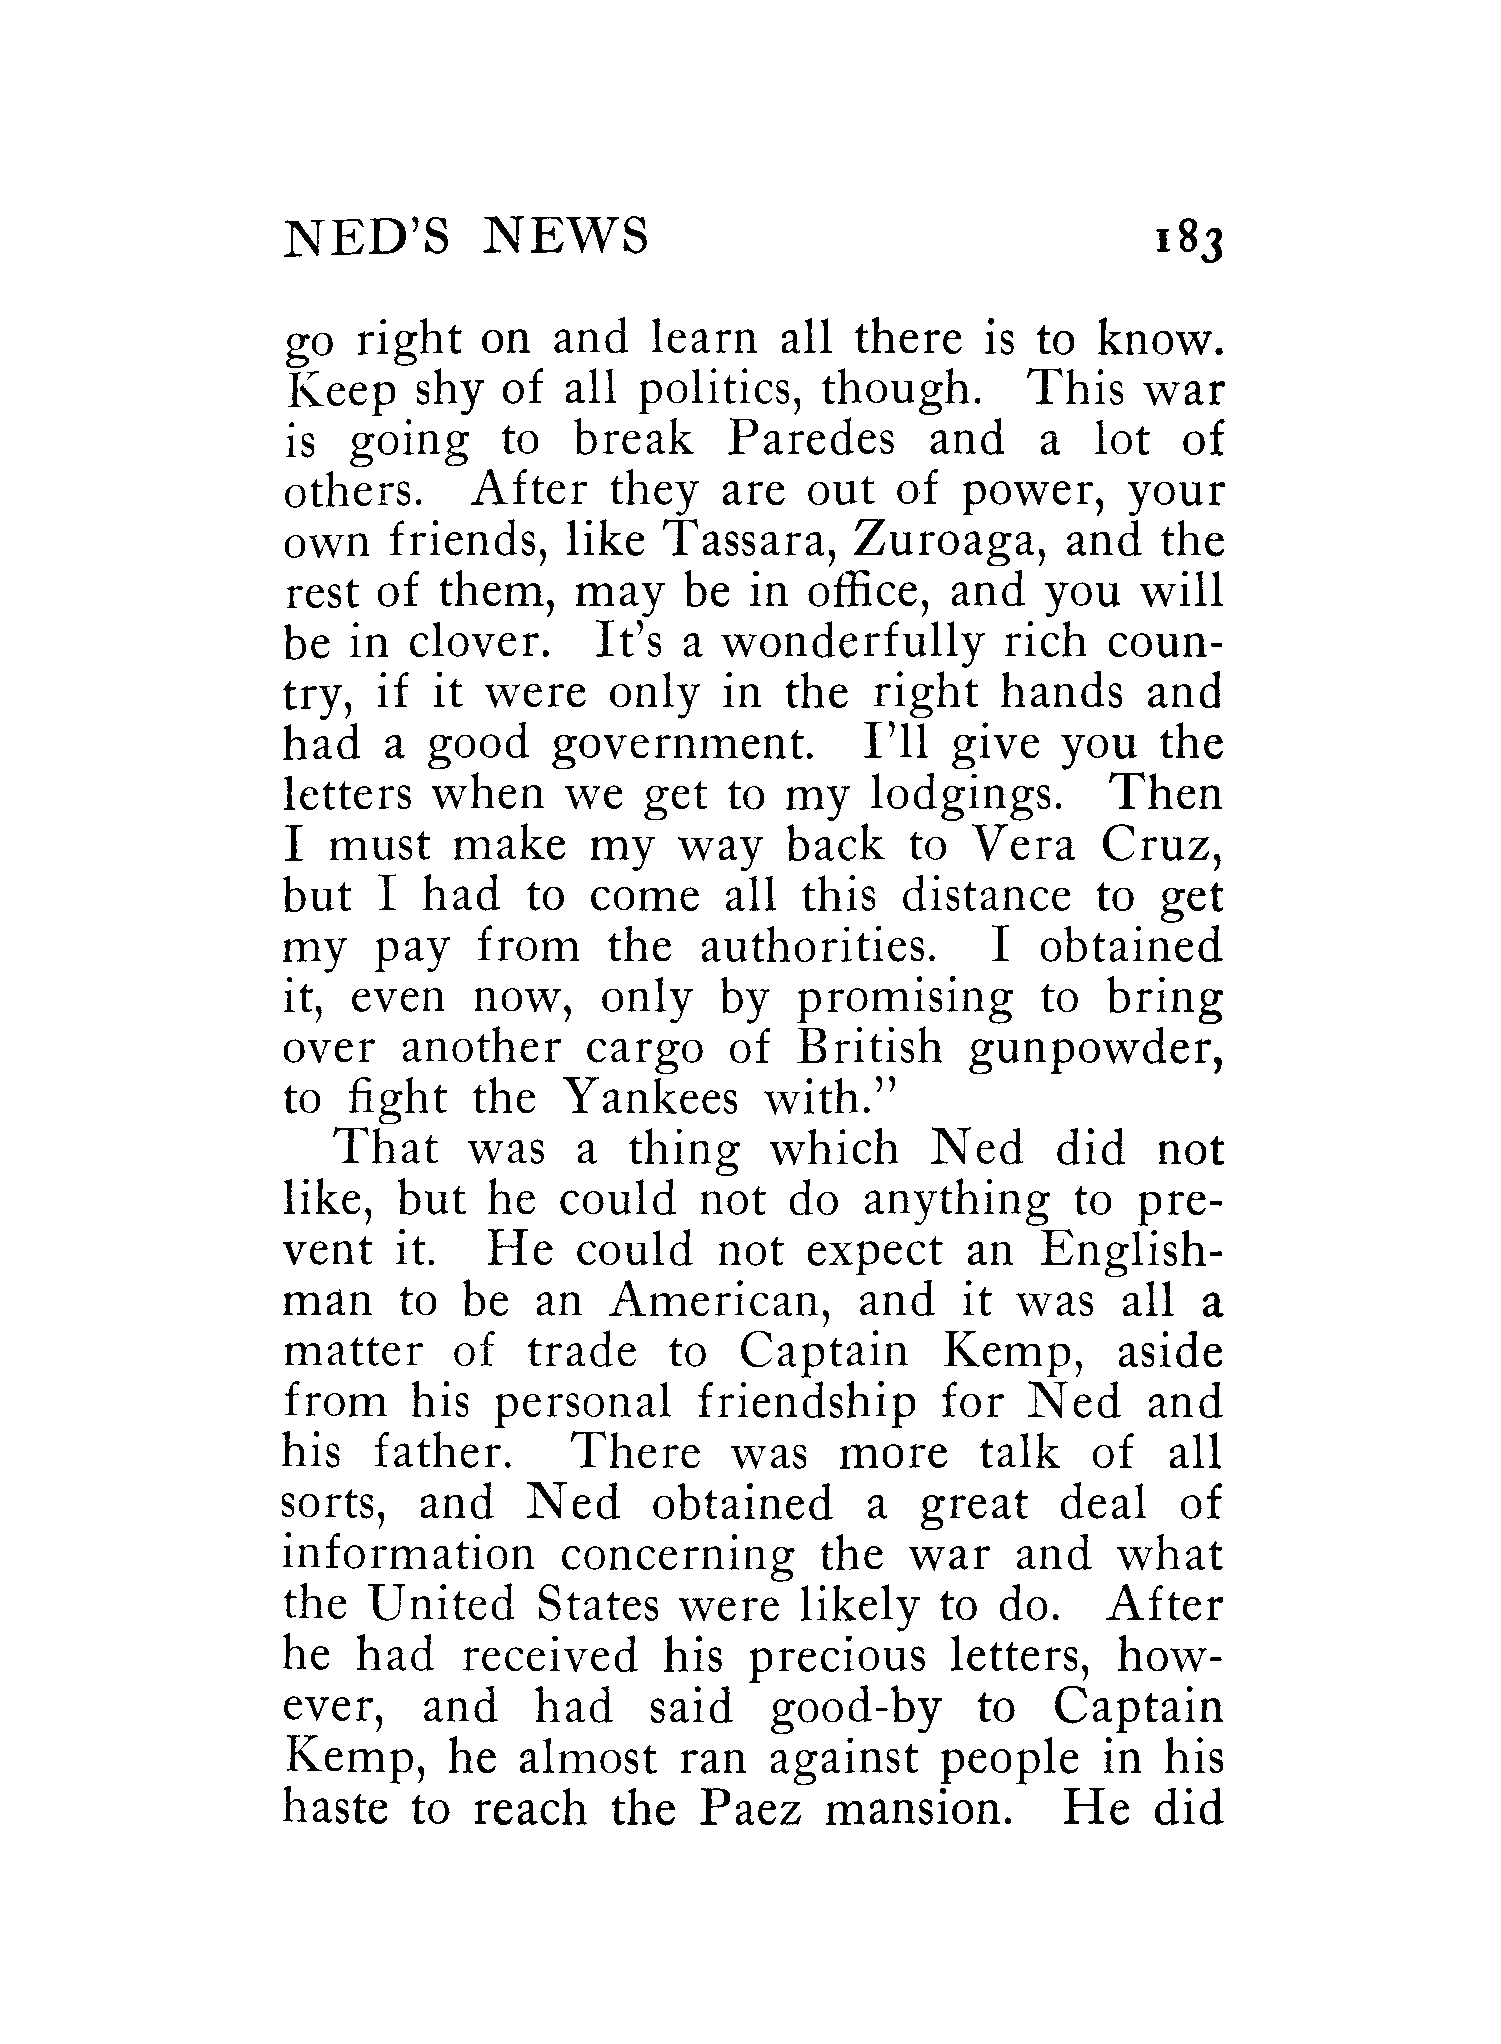 NED'S NEWS 183
go right on and learn all there is to know.
Keep shy of all politics, though. This war
is going to break Paredes and a lot of
others. After they are out of power, your
own friends, like Tassara, Zuroaga, and the
rest of them, may be in office, and you will
be in clover. It's a wonderfully rich coun-
try, if it were only in the right hands and
had a good government. I'll give you the
letters when we get to my lodgings. Then
I must make my way back to Vera Cruz,
but I had to come all this distance to get
my pay from the authorities. I obtained
it, even now, only by promising to bring
over another cargo of British gunpowder,
to fight the Yankees with."
That was a thing which Ned did not
like, but he could not do anything to pre-
vent it. He could not expect an English-
man to be an American, and it was all a
matter of trade to Captain Kemp, aside
from his personal friendship for Ned and
his father. There was more talk of all
sorts, and Ned obtained a great deal of
information concerning the war and what
the United States were likely to do. After
he had received his precious letters, how-
ever, and had said good-by to Captain
Kemp, he almost ran against people in his
haste to reach the Paez mansion. He did